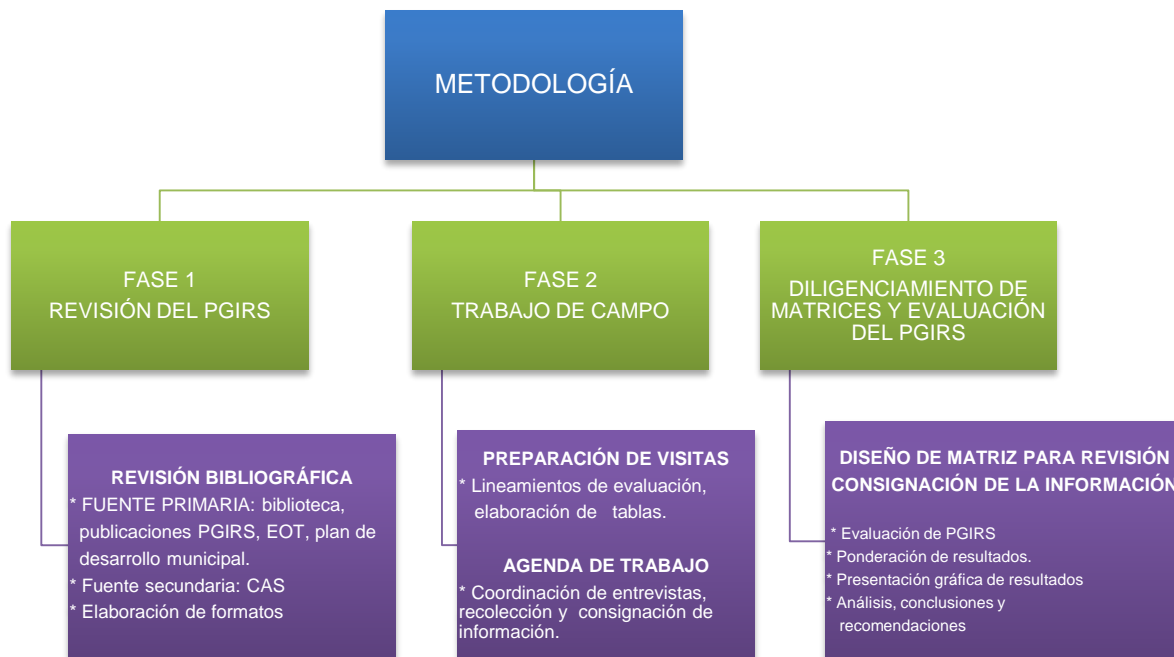 METODOLOGÍA
FASE 1
REVISIÓN DEL PGIRS
REVISIÓN BIBLIOGRÁFICA
* FUENTE PRIMARIA: biblioteca,
publicaciones PGIRS, EOT, plan de
desarrollo municipal.
* Fuente secundaria: CAS
* Elaboración de formatos
FASE 2
TRABAJO DE CAMPO
PREPARACIÓN DE VISITAS
* Lineamientos de evaluación,
elaboración de tablas.
AGENDA DE TRABAJO
* Coordinación de entrevistas,
recolección y consignación de
información.
FASE 3
DILIGENCIAMIENTO DE
MATRICES Y EVALUACIÓN
DEL PGIRS
DISEÑO DE MATRIZ PARA REVISIÓN
CONSIGNACIÓN DE LA INFORMACIÓN
* Evaluación de PGIRS
* Ponderación de resultados.
* Presentación gráfica de resultados
* Análisis, conclusiones y
recomendaciones